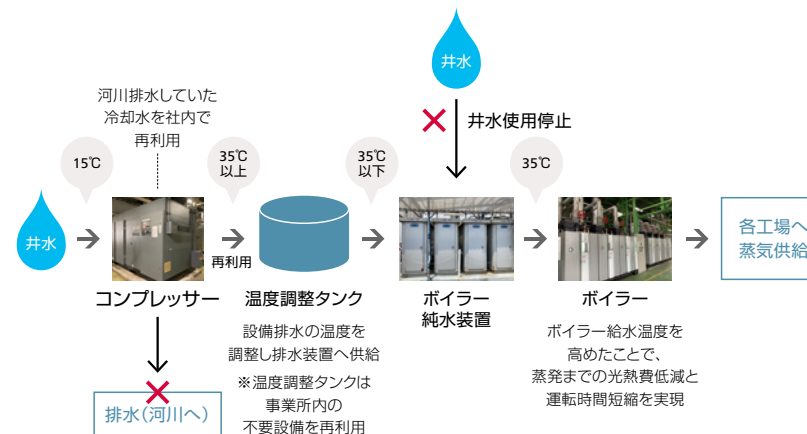 井水
井水使用停止
河川排水していた
冷却水を社内で
再利用
15℃
35℃
以上
35℃
以下
35℃
井水
再利用
各工場へ
蒸気供給
コンプレッサー
温度調整タンク
設備排水の温度を
調整し排水装置へ供給
※温度調整タンクは
事業所内の
不要設備を再利用
ボイラー
純水装置
ボイラー
ボイラー給水温度を
高めたことで、
蒸発までの光熱費低減と
運転時間短縮を実現
排水(河川へ)